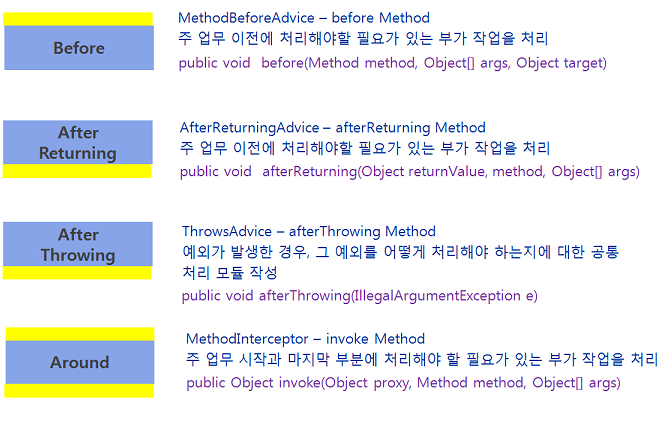 Before
MethodBeforeAdvice – before Method
주 업무 이전에 처리해야할 필요가 있는 부가 작업을 처리
public void before(Method method, Object[] args, Object target)
After
Returning
AfterReturningAdvice – afterReturning Method
주 업무 이전에 처리해야할 필요가 있는 부가 작업을 처리
public void afterReturning(Object returnValue, method, Object[] args)
After
Throwing
ThrowsAdvice – afterThrowing Method
예외가 발생한 경우, 그 예외를 어떻게 처리해야 하는지에 대한 공통
처리 모듈 작성
public void afterThrowing(IllegalArgumentException e)
Around
MethodInterceptor – invoke Method
주 업무 시작과 마지막 부분에 처리해야 할 필요가 있는 부가 작업을 처리
public Object invoke(Object proxy, Method method, Object[] args)